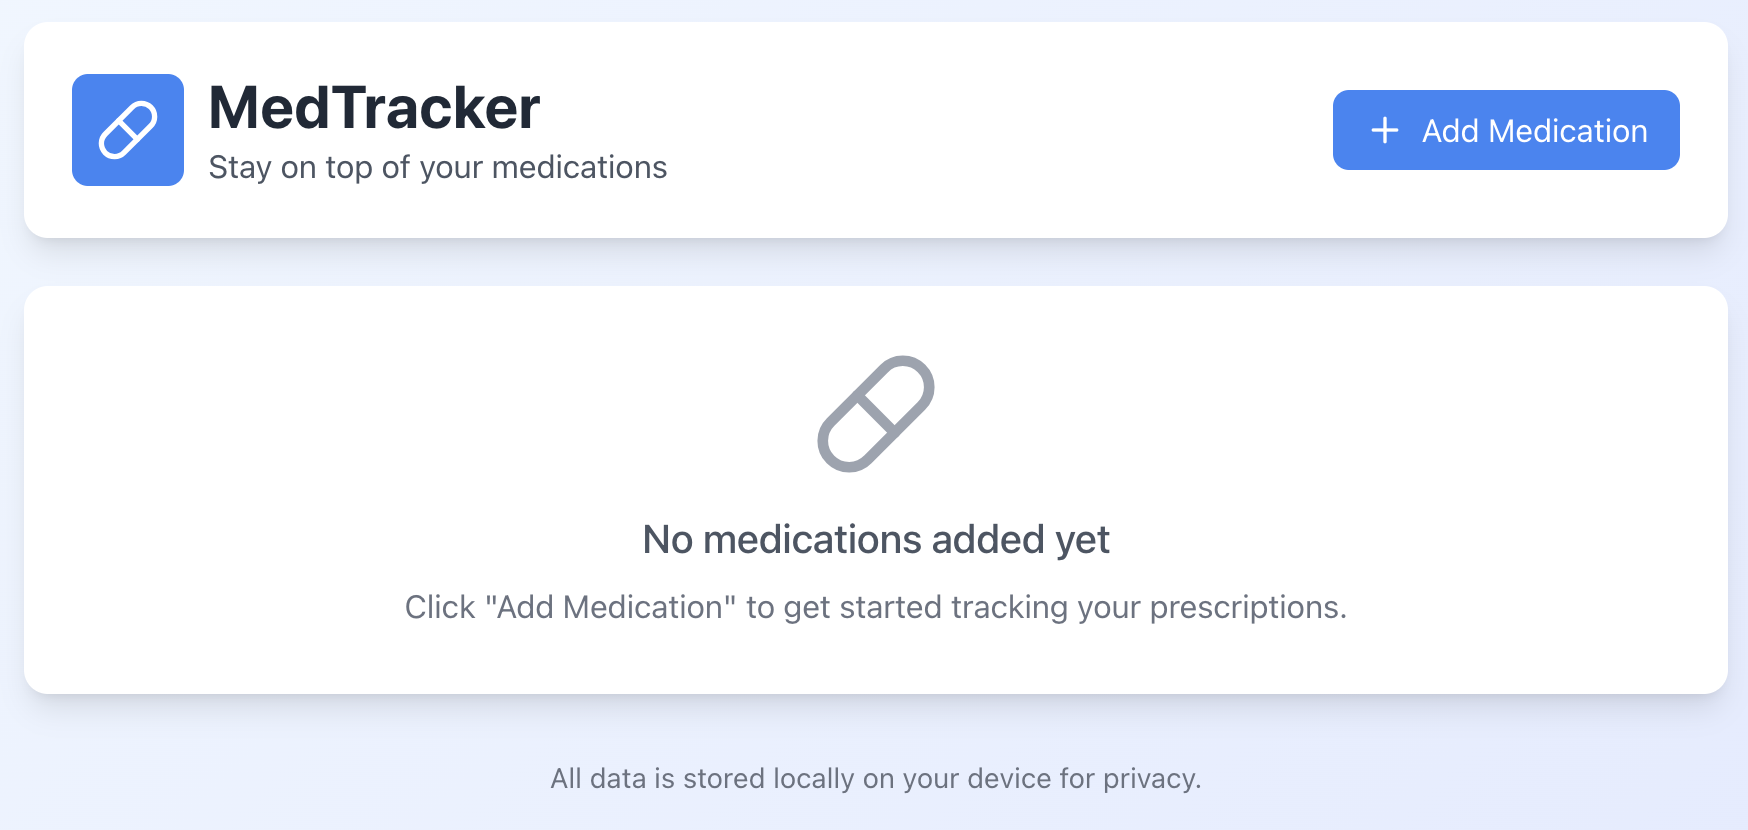 MedTracker
Stay on top of your medications
Add Medication
No medications added yet
Click "Add Medication" to get started tracking your prescriptions.
All data is stored locally on your device for privacy.